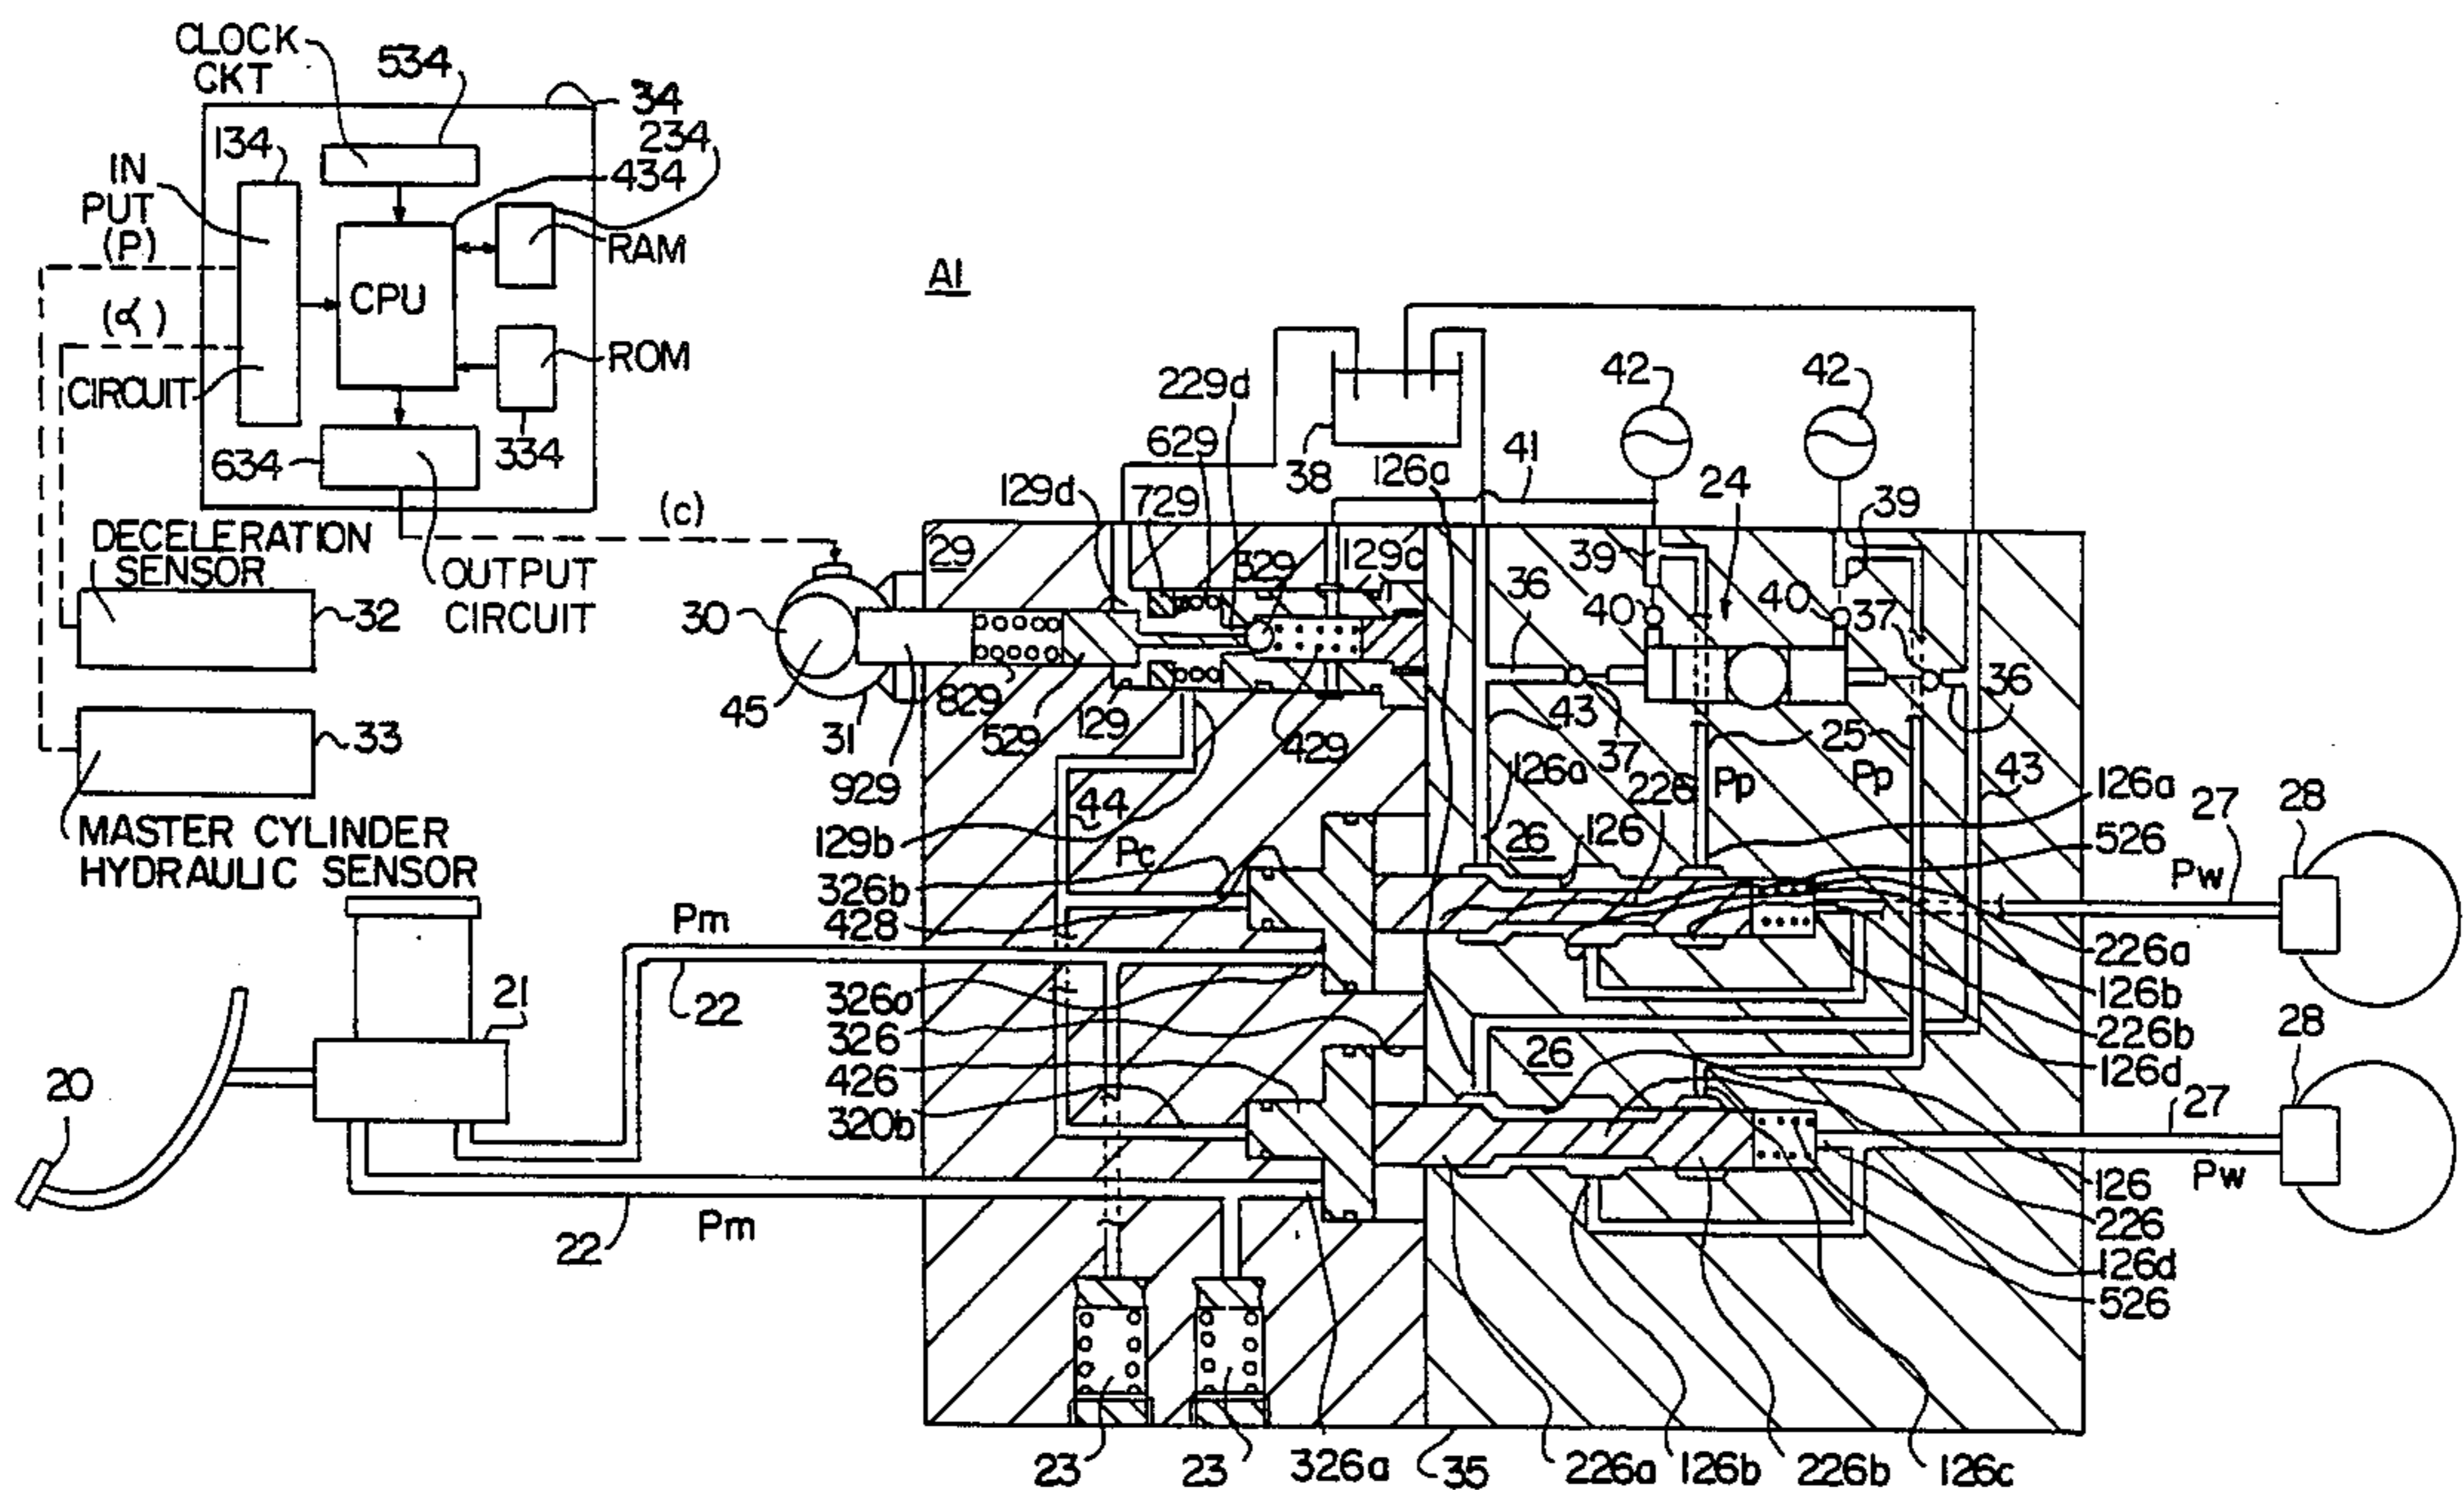 CLOCK
CKT
534
34
134
234
434
IN
PUT
(P)
RAM
CPU
(α)
ROM
CIRCUIT
334
634
(c)
DECELERATION
SENSOR
OUTPUT
CIRCUIT
32
33
MASTER CYLINDER
HYDRAULIC SENSOR
A1
229d
629
38
126a
41
42
42
129d
729
24
39
29
329
129c
39
36
40
40
37
30
45
31
829
529
129
429
43
37
25
36
929
126a
226
Pp
Pp
43
126a
27
28
44
129b
Pc
26
126
526
326b
Pw
428
226a
Pm
126b
22
326a
226b
21
326
26
126d
28
426
20
320b
27
126
Pw
226
22
Pm
126d
526
23
23
326a
35
226a
126b
226b
126c